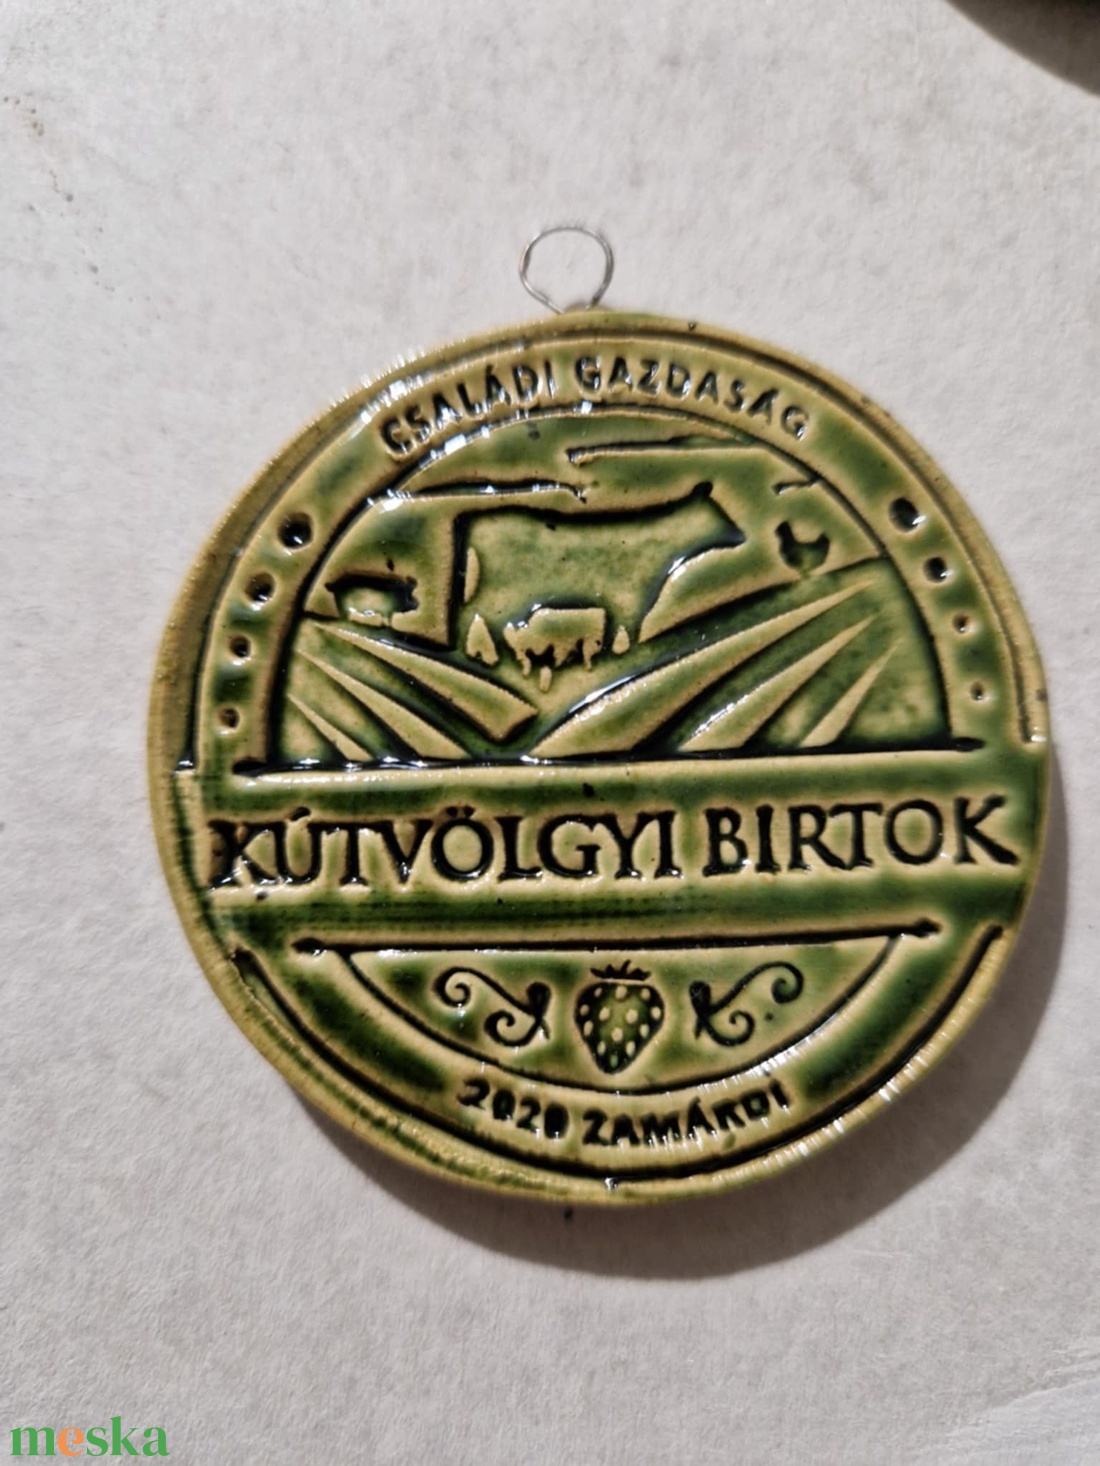 CSALÁDI GAZDASÁG
KÚTVÖLGYI BIRTOK
2020 ZAMÁRDI
meska